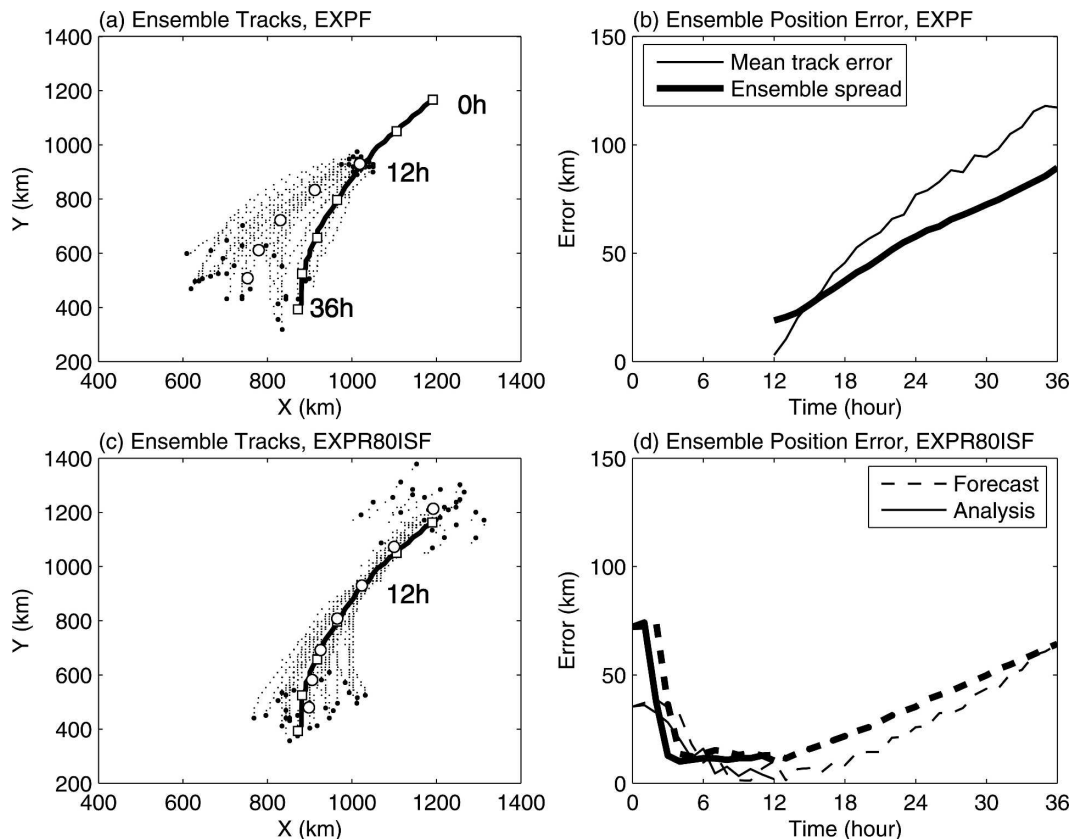 (a) Ensemble Tracks, EXPF
1400
1200
1000
800
600
400
200
Y (km)
0h
12h
36h
400 600 800 1000 1200 1400
X (km)
(b) Ensemble Position Error, EXPF
150
100
50
0
Error (km)
Mean track error
Ensemble spread
0 6 12 18 24 30 36
Time (hour)
(c) Ensemble Tracks, EXPR80ISF
1400
1200
1000
800
600
400
200
Y (km)
12h
400 600 800 1000 1200 1400
X (km)
(d) Ensemble Position Error, EXPR80ISF
150
100
50
0
Error (km)
Forecast
Analysis
0 6 12 18 24 30 36
Time (hour)